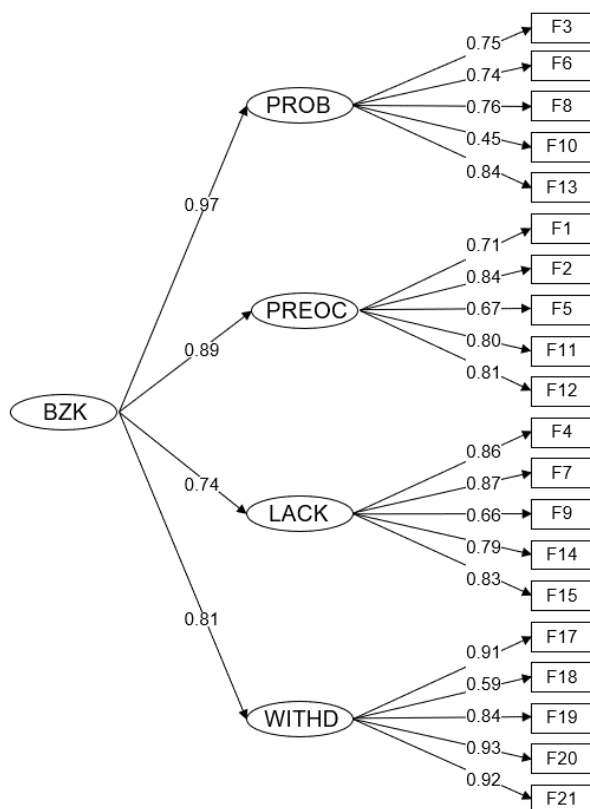 F3
0.75
F6
0.74
PROB
0.76
F8
0.45
F10
0.84
F13
0.97
F1
0.71
F2
0.84
PREOC
0.67
F5
0.80
F11
0.89
0.81
F12
BZK
F4
0.86
F7
0.87
0.74
LACK
0.66
F9
0.79
F14
0.83
F15
0.81
F17
0.91
F18
0.59
WITHD
0.84
F19
0.93
F20
0.92
F21